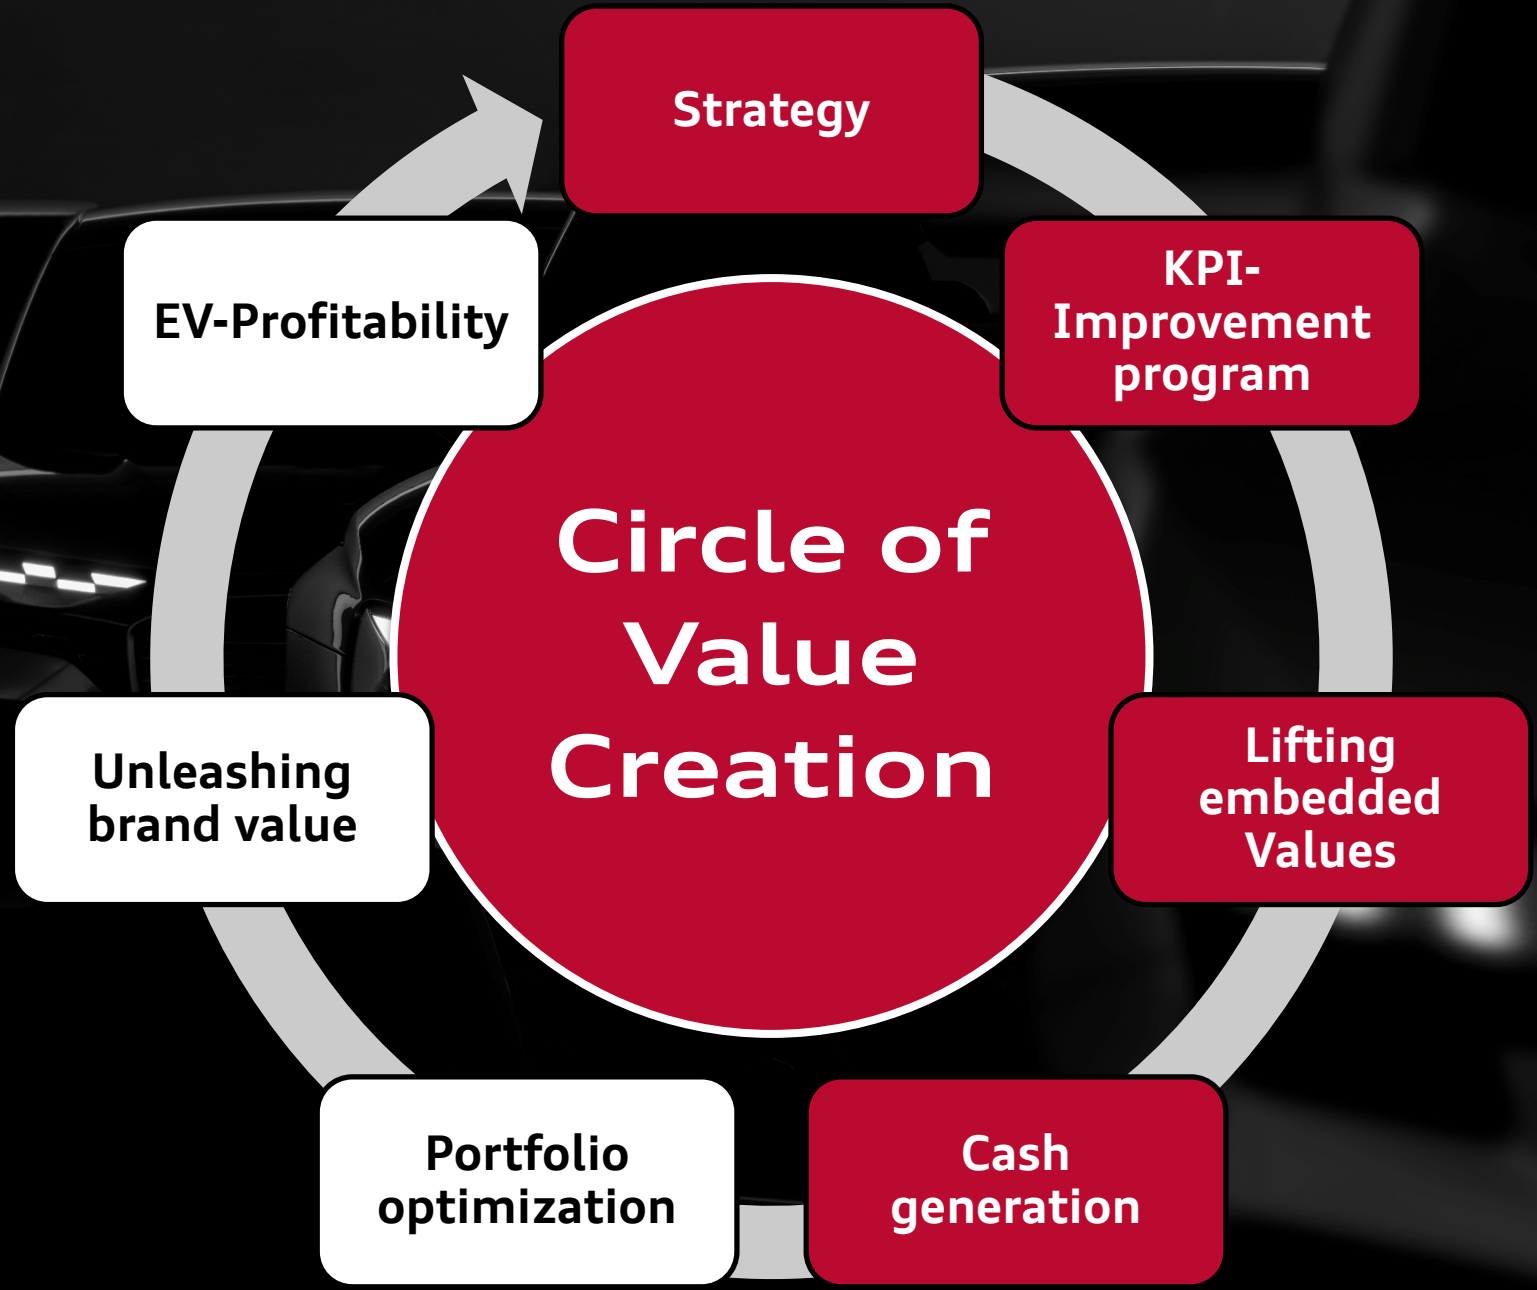 Strategy
KPI-
Improvement
program
Lifting
embedded
Values
Cash
generation
Portfolio
optimization
Unleashing
brand value
EV-Profitability
Circle of
Value
Creation